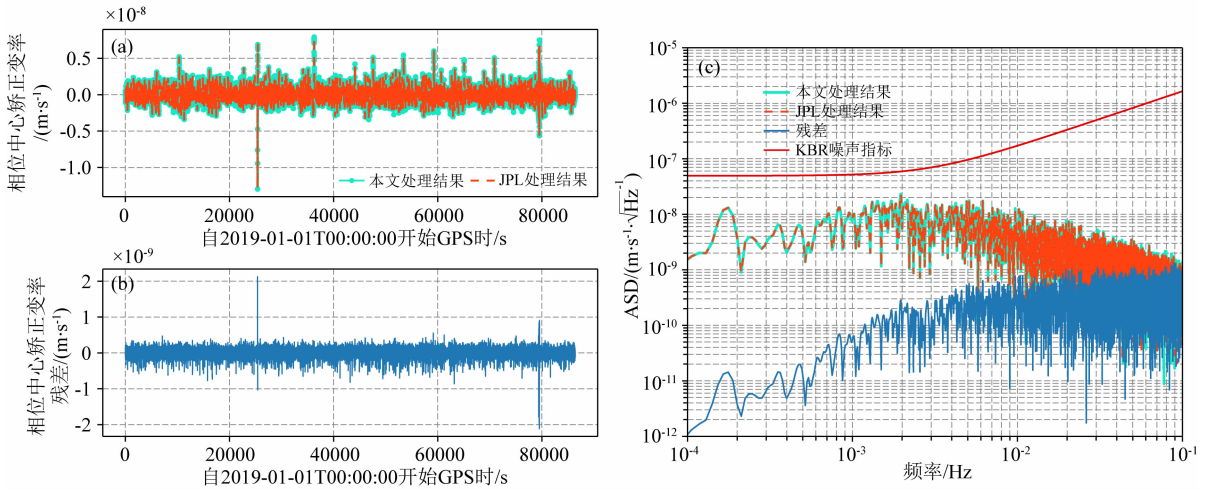 ×10⁻⁸
(a)
相位中心矫正变率
/(m·s⁻¹)
0.5
0.0
-0.5
-1.0
本文处理结果 JPL处理结果
0 20000 40000 60000 80000
自2019-01-01T00:00:00开始GPS时/s
×10⁻⁹
(b)
相位中心矫正变率
残差/(m·s⁻¹)
2
1
0
-1
-2
0 20000 40000 60000 80000
自2019-01-01T00:00:00开始GPS时/s
(c)
本文处理结果
JPL处理结果
残差
KBR噪声指标
ASD/(m·s⁻¹·√Hz⁻¹)
10⁻⁵
10⁻⁶
10⁻⁷
10⁻⁸
10⁻⁹
10⁻¹⁰
10⁻¹¹
10⁻¹²
10⁻⁴ 10⁻³ 10⁻² 10⁻¹
频率/Hz